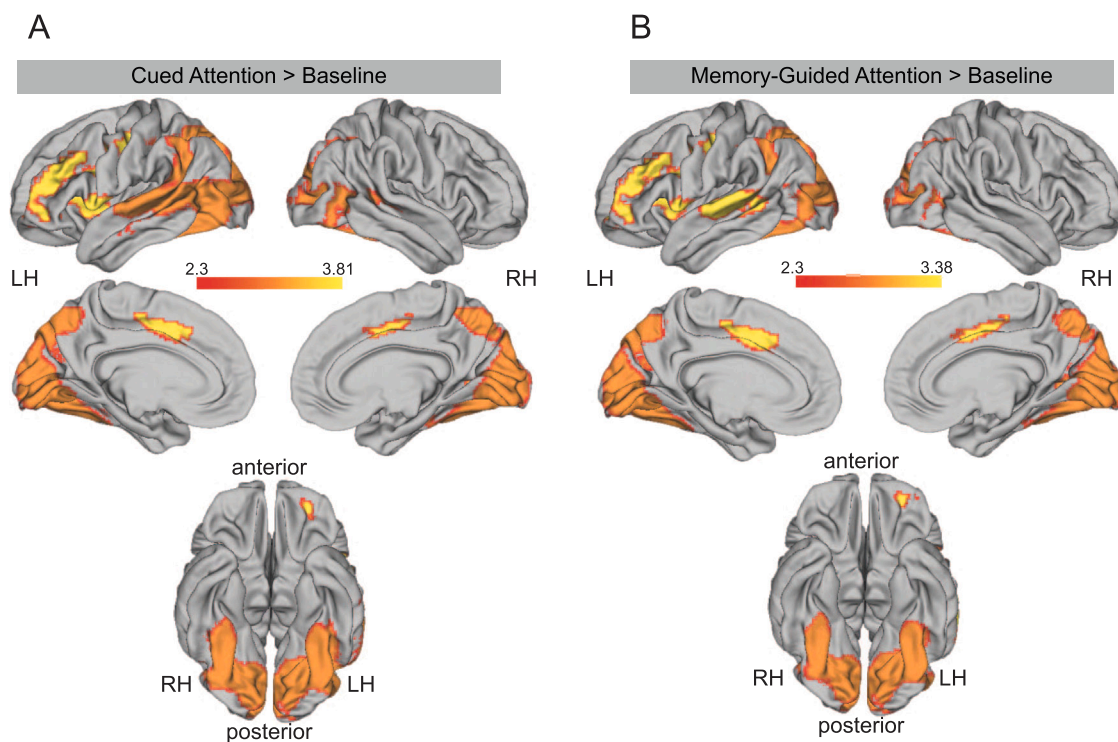 A
B
Cued Attention > Baseline
Memory-Guided Attention > Baseline
LH
2.3
3.81
RH
LH
2.3
3.38
RH
anterior
anterior
RH
LH
RH
LH
posterior
posterior